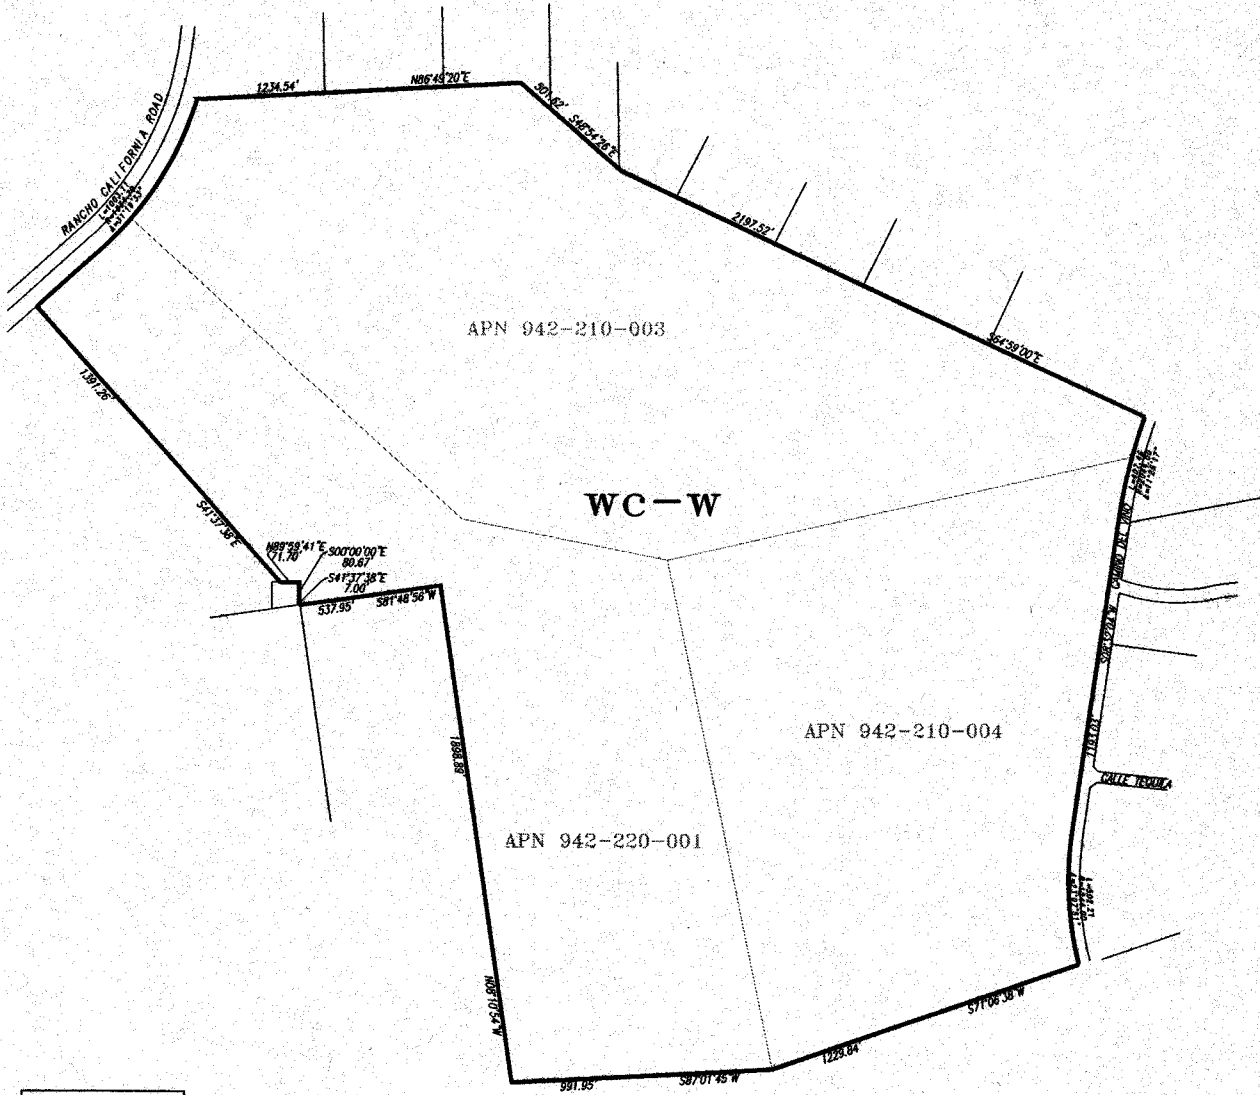 1234.54'
N86°49'20"E
S48°54'26"E
RANCHO CALIFORNIA ROAD
2197.52'
S64°59'00"E
APN 942-210-003
1391.26'
S41°37'38"E
WC-W
N89°59'41"E
71.70'
S00°00'00"E
80.67'
S41°37'38"E
7.00'
537.95'
S81°48'56"W
CAMINO DEL VINO
1898.89'
APN 942-210-004
1193.03
CALLE TEQUILA
APN 942-220-001
N08°10'54"W
S71°06'38"W
1229.84'
991.95'
S87°01'45"W